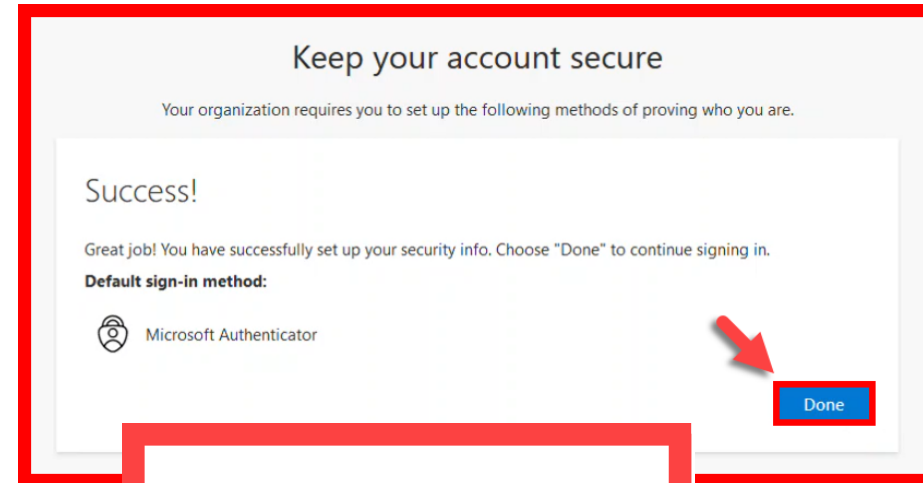 Keep your account secure
Your organization requires you to set up the following methods of proving who you are.
Success!
Great job! You have successfully set up your security info. Choose "Done" to continue signing in.
Default sign-in method:
Microsoft Authenticator
Done